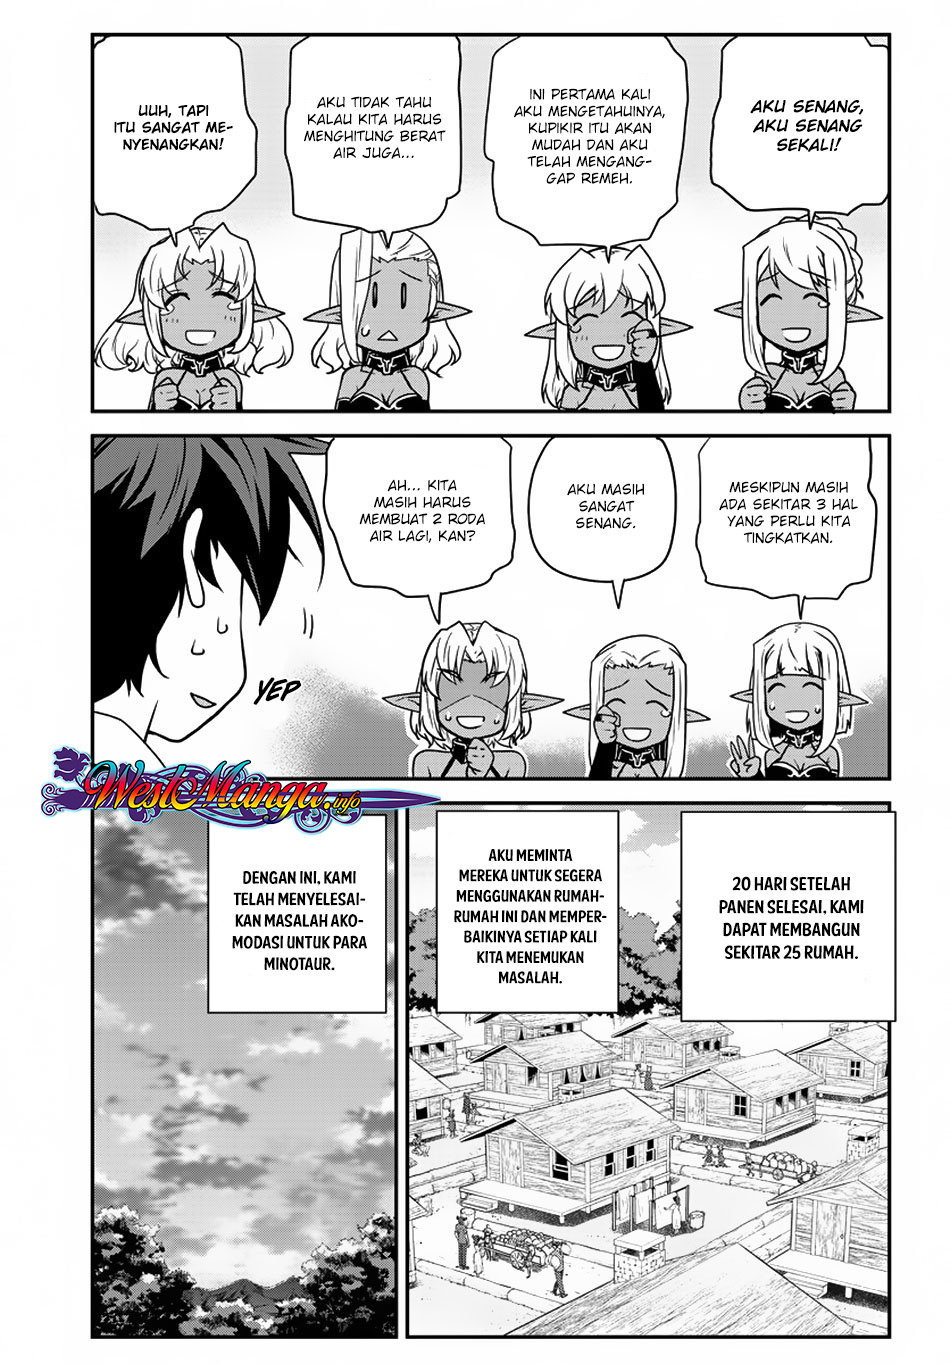 AKU SENANG,
AKU SENANG
SEKALI!
INI PERTAMA KALI
AKU MENGETAHUINYA,
KUPIKIR ITU AKAN
MUDAH DAN AKU
TELAH MENGANG-
GAP REMEH.
AKU TIDAK TAHU
KALAU KITA HARUS
MENGHITUNG BERAT
AIR JUGA...
UUH, TAPI
ITU SANGAT ME-
NYENANGKAN!
MESKIPUN MASIH
ADA SEKITAR 3 HAL
YANG PERLU KITA
TINGKATKAN.
AKU MASIH
SANGAT
SENANG.
AH... KITA
MASIH HARUS
MEMBUAT 2 RODA
AIR LAGI, KAN?
YEP
WestManga.info
20 HARI SETELAH
PANEN SELESAI, KAMI
DAPAT MEMBANGUN
SEKITAR 25 RUMAH.
AKU MEMINTA
MEREKA UNTUK SEGERA
MENGGUNAKAN RUMAH-
RUMAH INI DAN MEMPER-
BAIKINYA SETIAP KALI
KITA MENEMUKAN
MASALAH.
DENGAN INI, KAMI
TELAH MENYELESAI-
KAN MASALAH AKO-
MODASI UNTUK PARA
MINOTAUR.